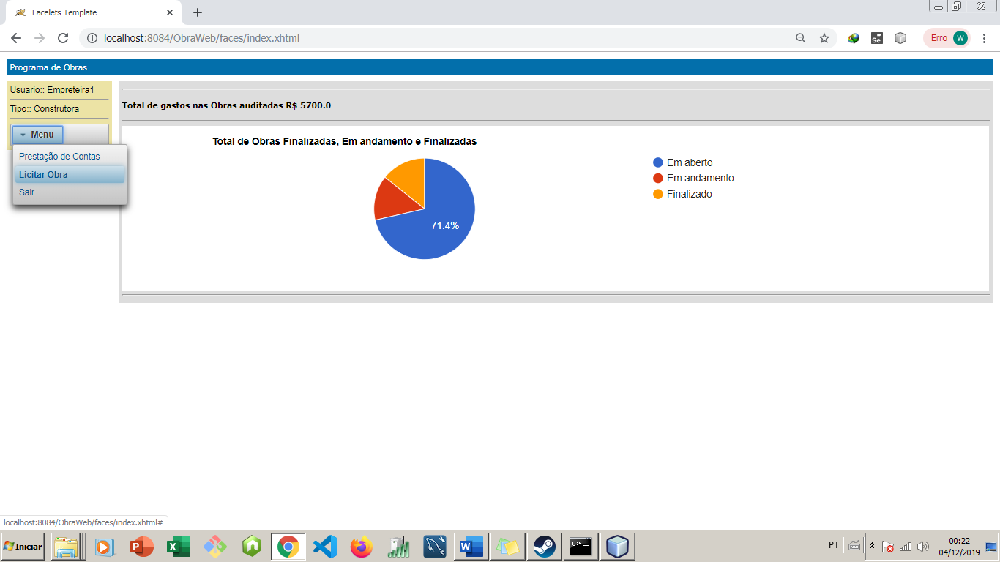 Facelets Template
localhost:8084/ObraWeb/faces/index.xhtml
Se
Erro
W
Programa de Obras
Usuario:: Empreteira1
Tipo:: Construtora
Menu
Prestação de Contas
Licitar Obra
Sair
Total de gastos nas Obras auditadas R$ 5700.0
Total de Obras Finalizadas, Em andamento e Finalizadas
71.4%
Em aberto
Em andamento
Finalizado
localhost:8084/ObraWeb/faces/index.xhtml#
Iniciar
PT
00:22
04/12/2019